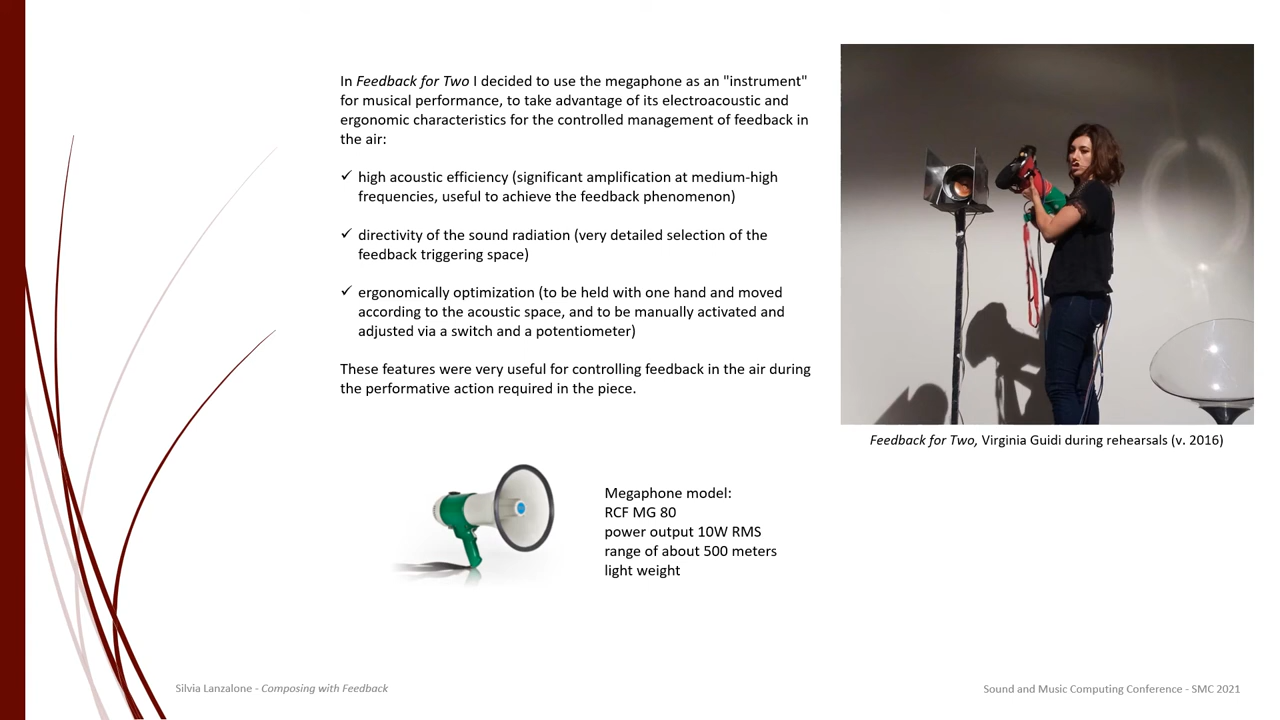 In Feedback for Two I decided to use the megaphone as an "instrument"
for musical performance, to take advantage of its electroacoustic and
ergonomic characteristics for the controlled management of feedback in
the air:
✓ high acoustic efficiency (significant amplification at medium-high
frequencies, useful to achieve the feedback phenomenon)
✓ directivity of the sound radiation (very detailed selection of the
feedback triggering space)
✓ ergonomically optimization (to be held with one hand and moved
according to the acoustic space, and to be manually activated and
adjusted via a switch and a potentiometer)
These features were very useful for controlling feedback in the air during
the performative action required in the piece.
Feedback for Two, Virginia Guidi during rehearsals (v. 2016)
Megaphone model:
RCF MG 80
power output 10W RMS
range of about 500 meters
light weight
Silvia Lanzalone - Composing with Feedback
Sound and Music Computing Conference - SMC 2021